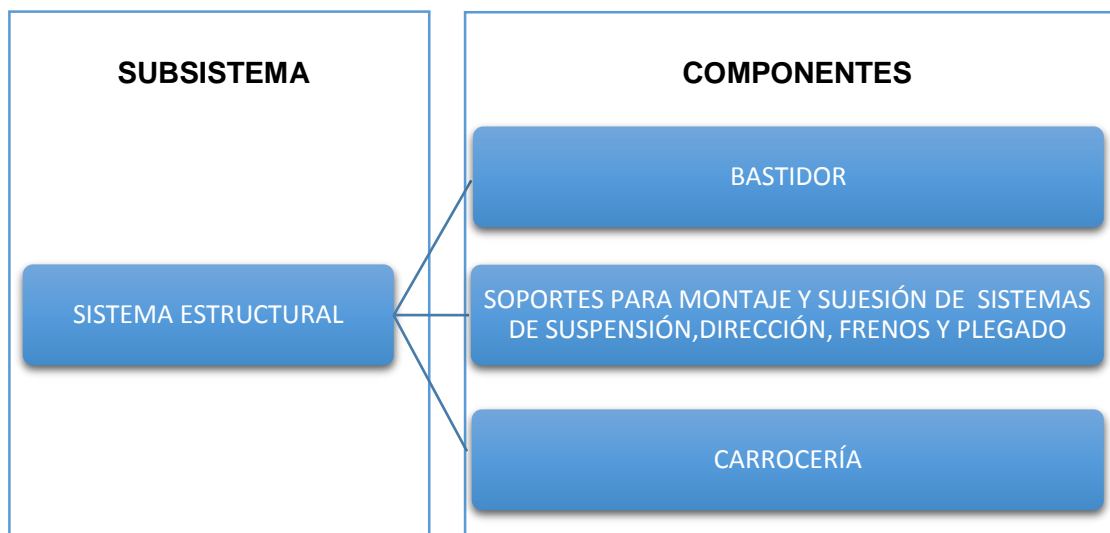 SUBSISTEMA
COMPONENTES
BASTIDOR
SISTEMA ESTRUCTURAL
SOPORTES PARA MONTAJE Y SUJESIÓN DE SISTEMAS
DE SUSPENSIÓN,DIRECCIÓN, FRENOS Y PLEGADO
CARROCERÍA